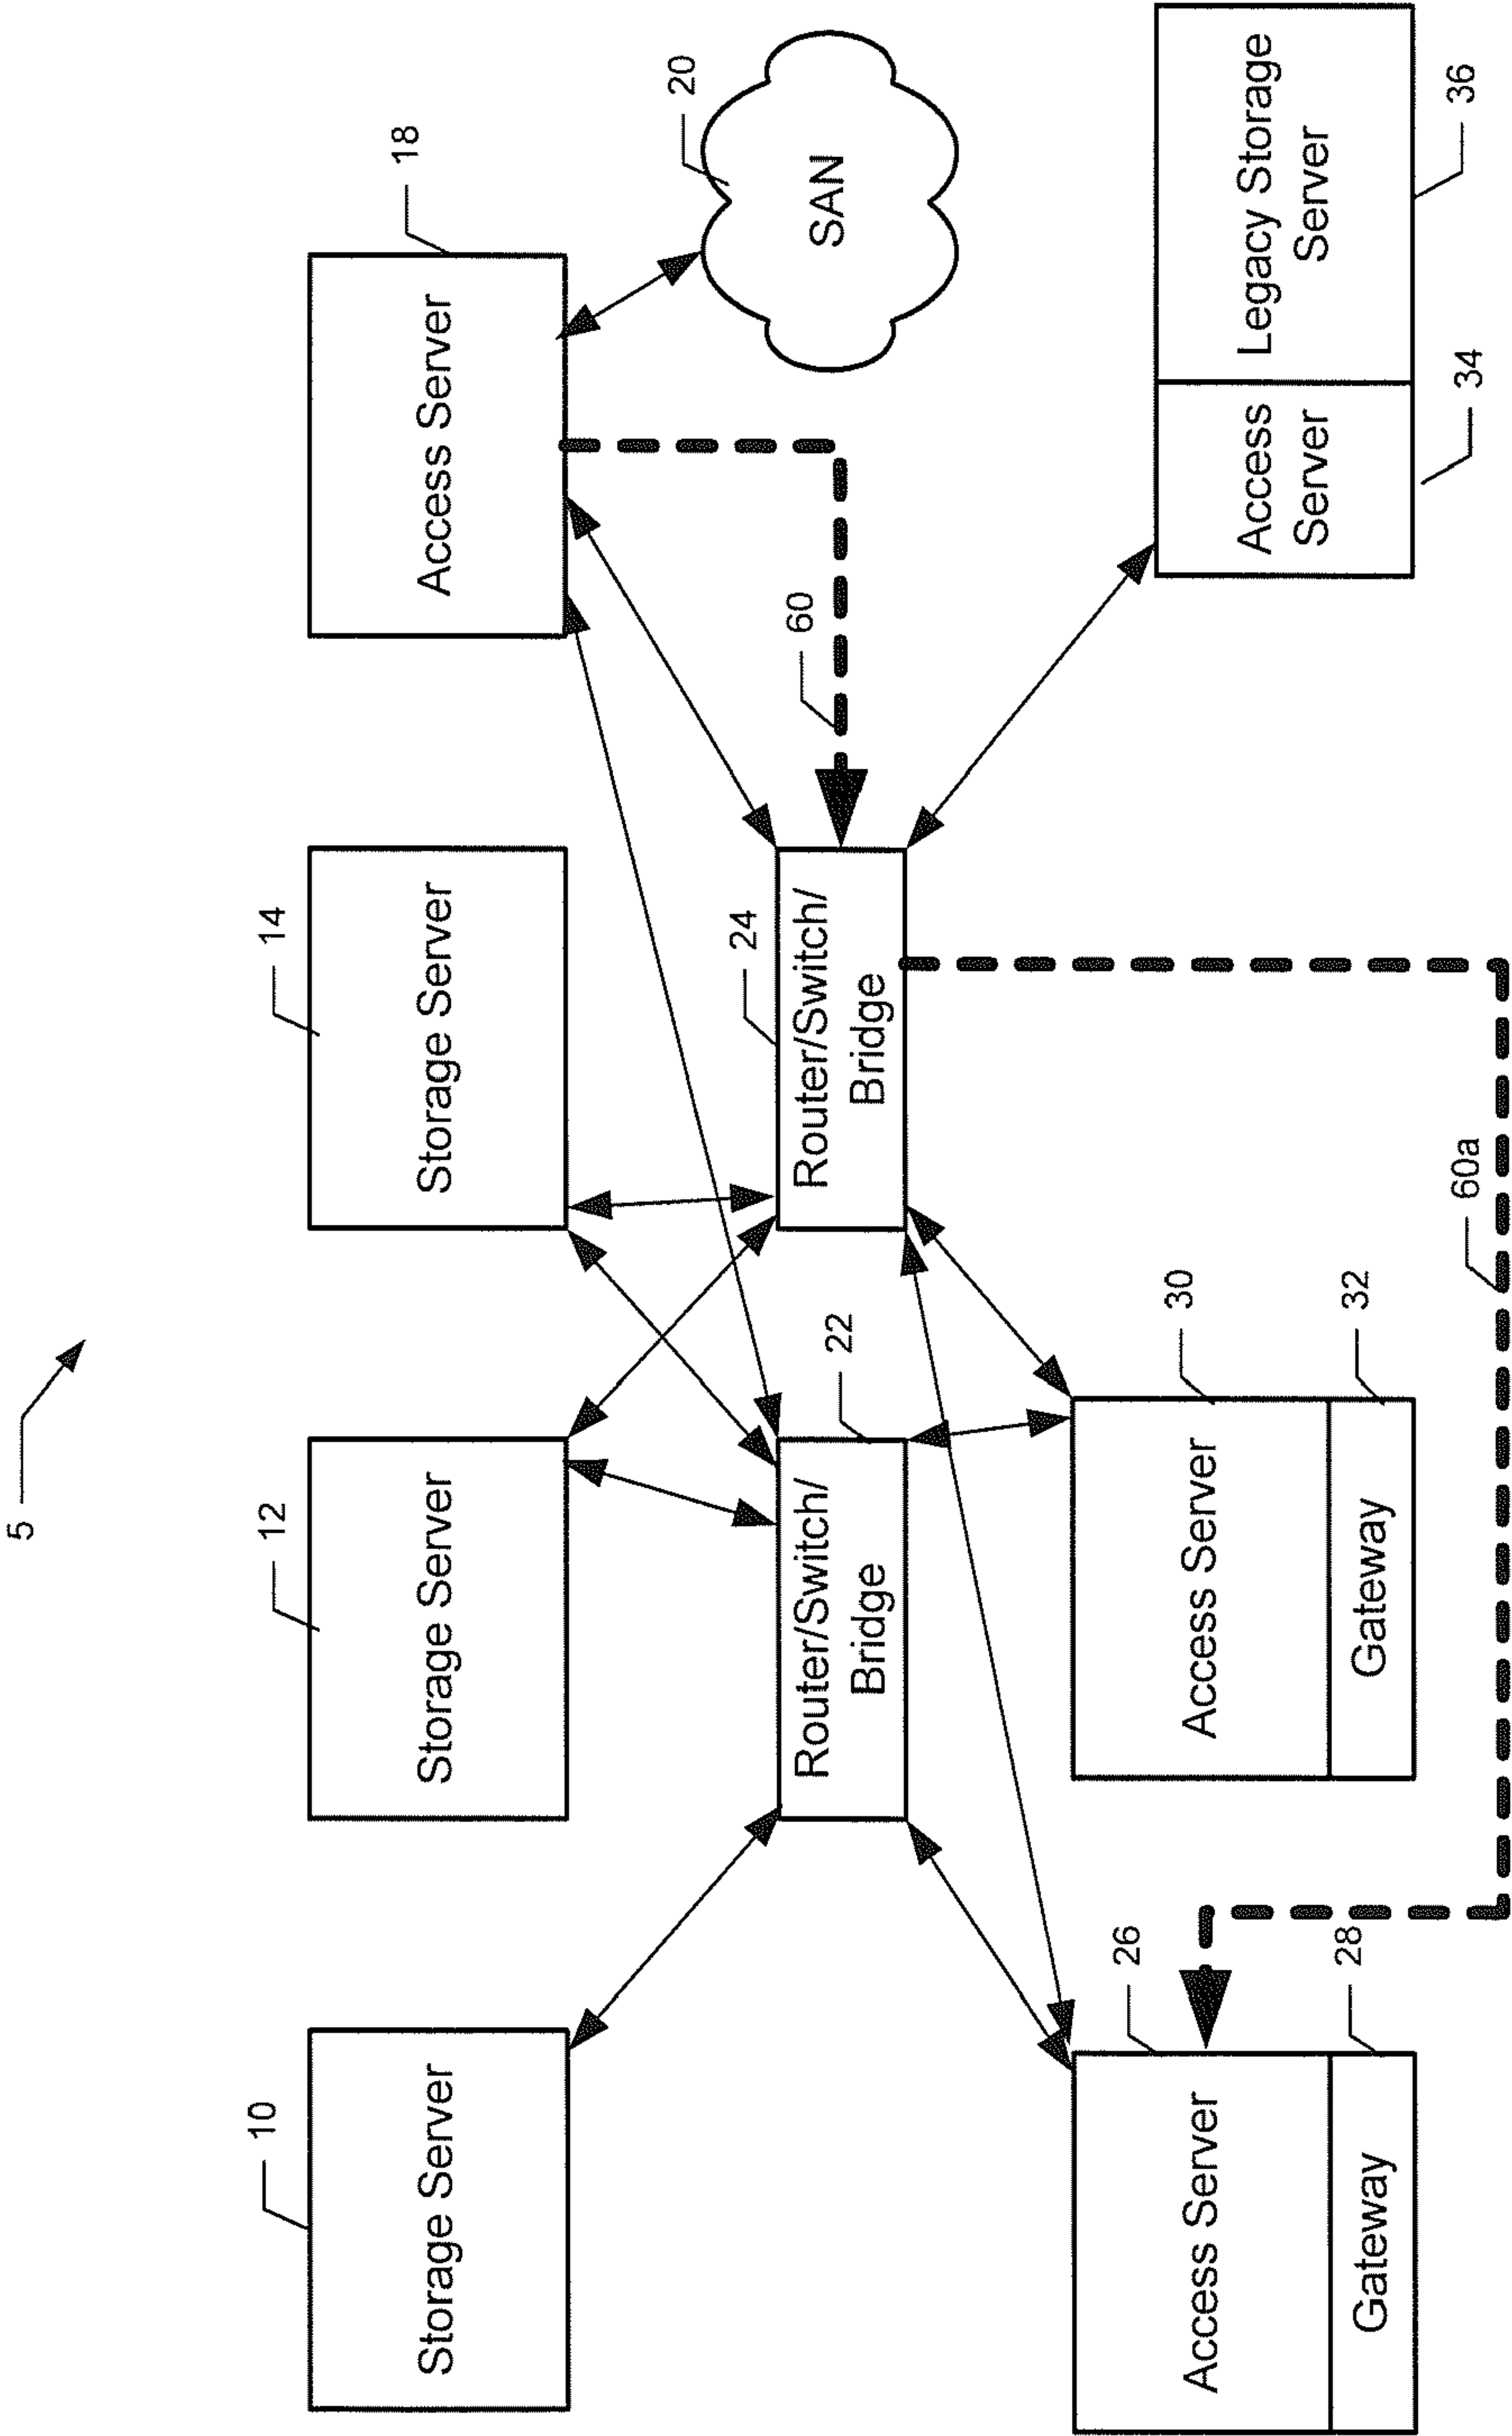 5
10
Storage Server
12
Storage Server
14
Storage Server
18
Access Server
20
SAN
22
Router/Switch/
Bridge
24
Router/Switch/
Bridge
60
26
Access Server
28
Gateway
30
Access Server
32
Gateway
60a
34
Access
Server
36
Legacy Storage
Server